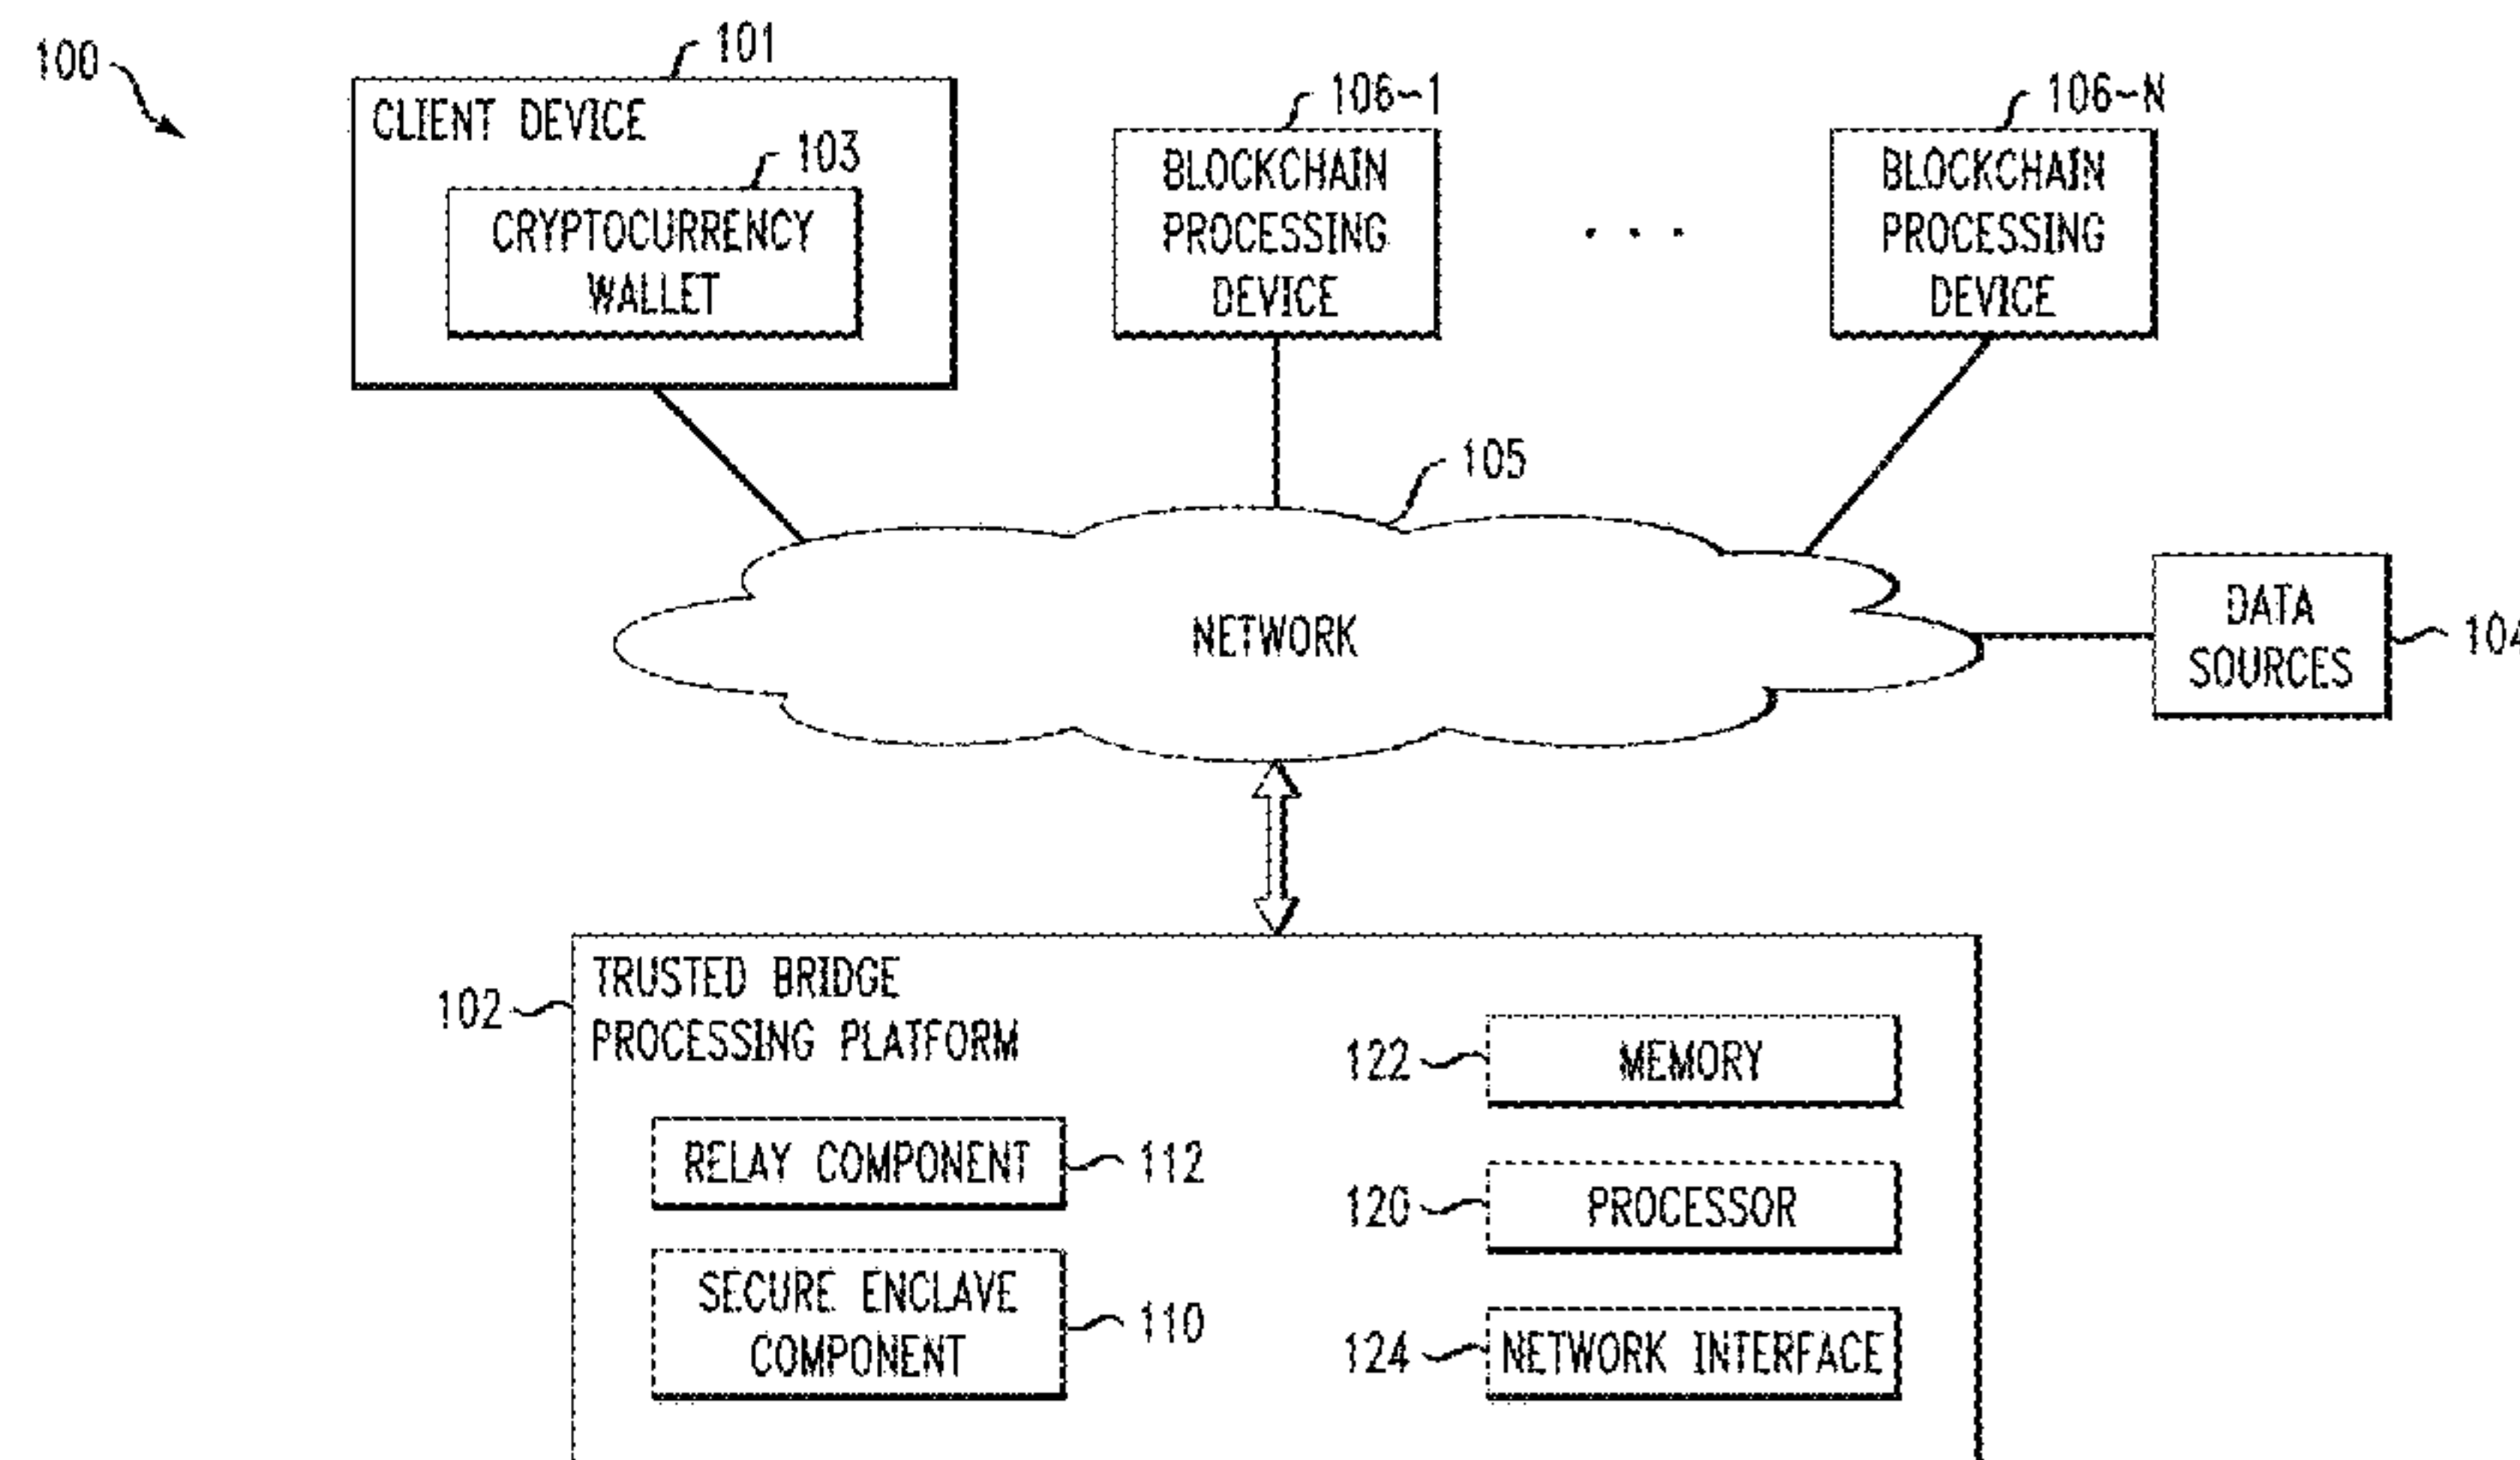 100
101
CLIENT DEVICE
103
CRYPTOCURRENCY
WALLET
106-1
BLOCKCHAIN
PROCESSING
DEVICE
. . .
106-N
BLOCKCHAIN
PROCESSING
DEVICE
105
NETWORK
DATA
SOURCES
104
102
TRUSTED BRIDGE
PROCESSING PLATFORM
RELAY COMPONENT
112
SECURE ENCLAVE
COMPONENT
110
122
MEMORY
120
PROCESSOR
124
NETWORK INTERFACE